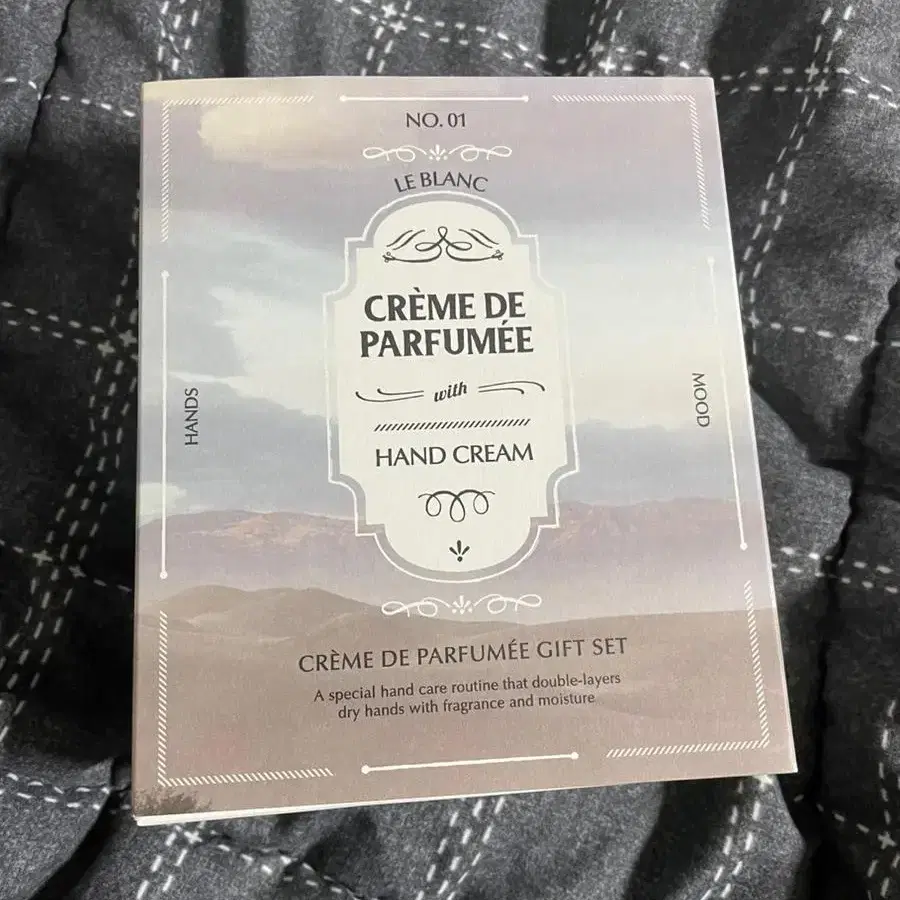 NO. 01
LE BLANC
CRÈME DE
PARFUMÉE
with
HAND CREAM
HANDS
MOOD
CRÈME DE PARFUMÉE GIFT SET
A special hand care routine that double-layers
dry hands with fragrance and moisture